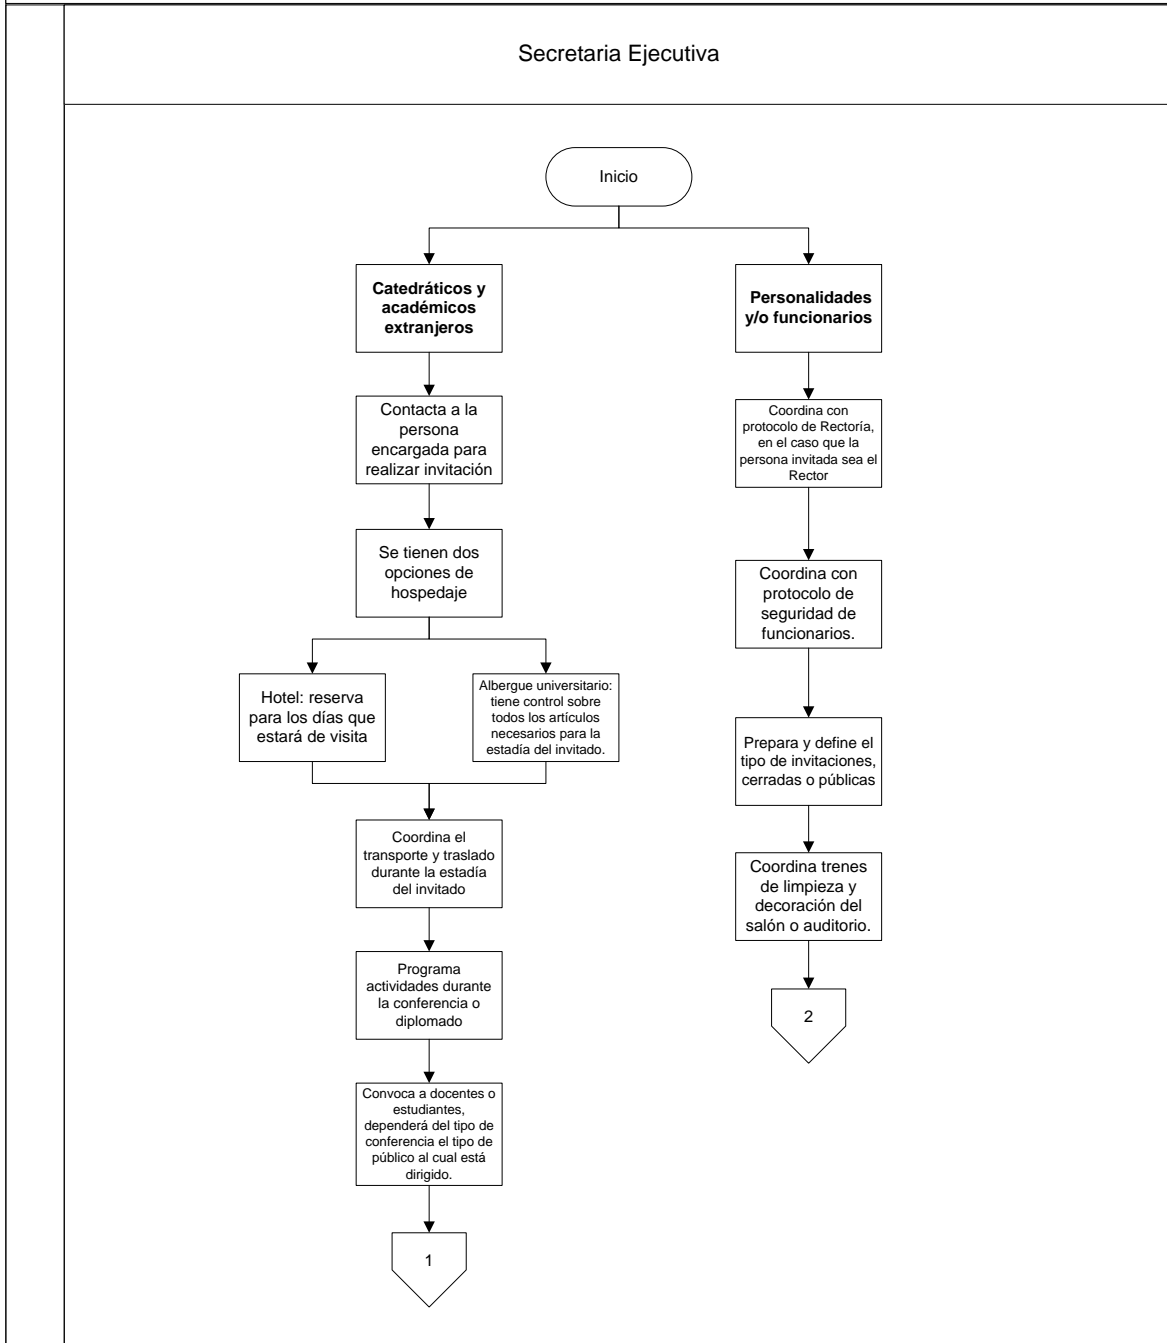 Secretaria Ejecutiva
Inicio
Catedráticos y
académicos
extranjeros
Contacta a la
persona
encargada para
realizar invitación
Se tienen dos
opciones de
hospedaje
Hotel: reserva
para los días que
estará de visita
Albergue universitario:
tiene control sobre
todos los artículos
necesarios para la
estadía del invitado.
Coordina el
transporte y traslado
durante la estadía
del invitado
Programa
actividades durante
la conferencia o
diplomado
Convoca a docentes o
estudiantes,
dependerá del tipo de
conferencia el tipo de
público al cual está
dirigido.
1
Personalidades
y/o funcionarios
Coordina con
protocolo de Rectoría,
en el caso que la
persona invitada sea el
Rector
Coordina con
protocolo de
seguridad de
funcionarios.
Prepara y define el
tipo de invitaciones,
cerradas o públicas
Coordina trenes
de limpieza y
decoración del
salón o auditorio.
2